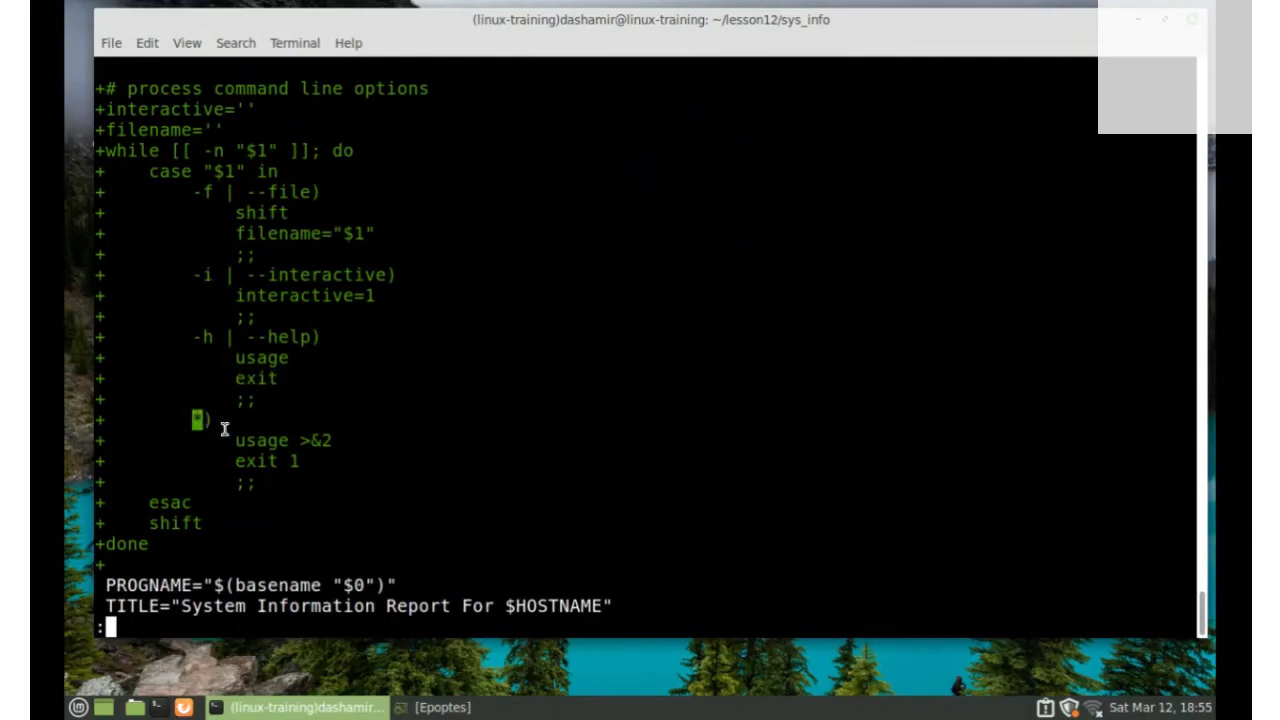 (linux-training)dashamir@linux-training: ~/lesson12/sys_info
File Edit View Search Terminal Help
+# process command line options
+interactive=''
+filename=''
+while [[ -n "$1" ]]; do
+    case "$1" in
+        -f | --file)
+            shift
+            filename="$1"
+            ;;
+        -i | --interactive)
+            interactive=1
+            ;;
+        -h | --help)
+            usage
+            exit
+            ;;
+        *)
+            usage >&2
+            exit 1
+            ;;
+    esac
+    shift
+done
+
 PROGNAME="$(basename "$0")"
 TITLE="System Information Report For $HOSTNAME"
:
(linux-training)dashamir... [Epoptes] Sat Mar 12, 18:55